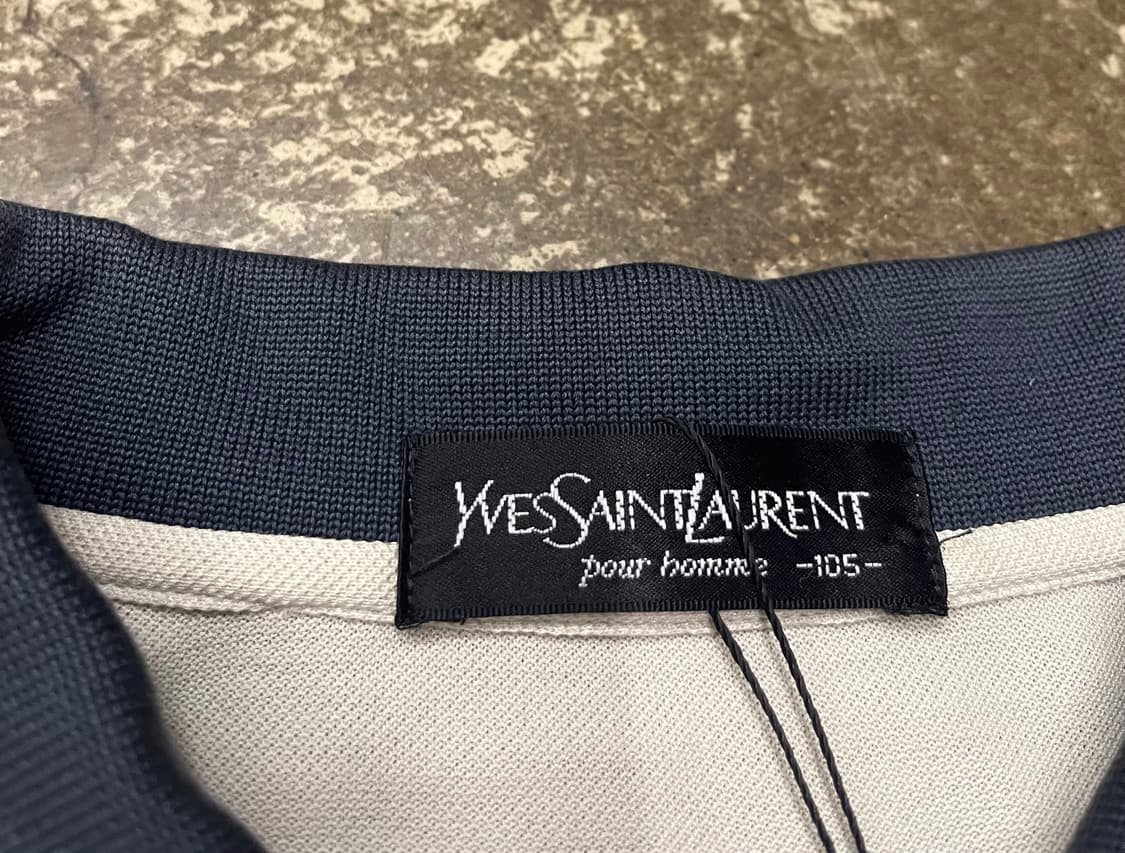 YVESSAINTLAURENT
pour homme -105-